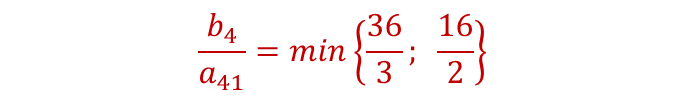 b₄/a₄₁ = min {36/3 ; 16/2}